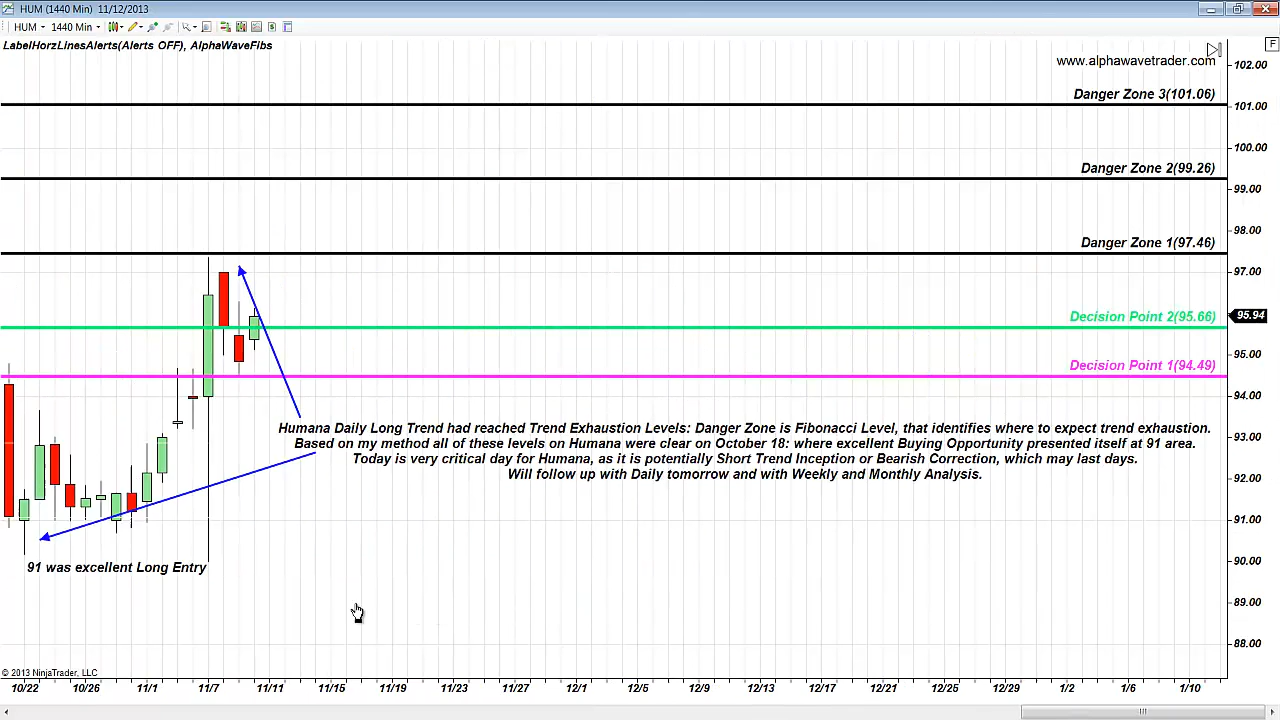 HUM (1440 Min) 11/12/2013
HUM 1440 Min
LabelHorzLinesAlerts(Alerts OFF), AlphaWaveFibs
F
www.alphawavetrader.com
102.00
Danger Zone 3(101.06)
101.00
100.00
Danger Zone 2(99.26)
99.00
98.00
Danger Zone 1(97.46)
97.00
Decision Point 2(95.66)
95.94
95.00
Decision Point 1(94.49)
94.00
Humana Daily Long Trend had reached Trend Exhaustion Levels: Danger Zone is Fibonacci Level, that identifies where to expect trend exhaustion.
93.00
Based on my method all of these levels on Humana were clear on October 18: where excellent Buying Opportunity presented itself at 91 area.
Today is very critical day for Humana, as it is potentially Short Trend Inception or Bearish Correction, which may last days.
Will follow up with Daily tomorrow and with Weekly and Monthly Analysis.
92.00
91.00
90.00
91 was excellent Long Entry
89.00
88.00
© 2013 NinjaTrader, LLC
10/22 10/26 11/1 11/7 11/11 11/15 11/19 11/23 11/27 12/1 12/5 12/9 12/13 12/17 12/21 12/25 12/29 1/2 1/6 1/10